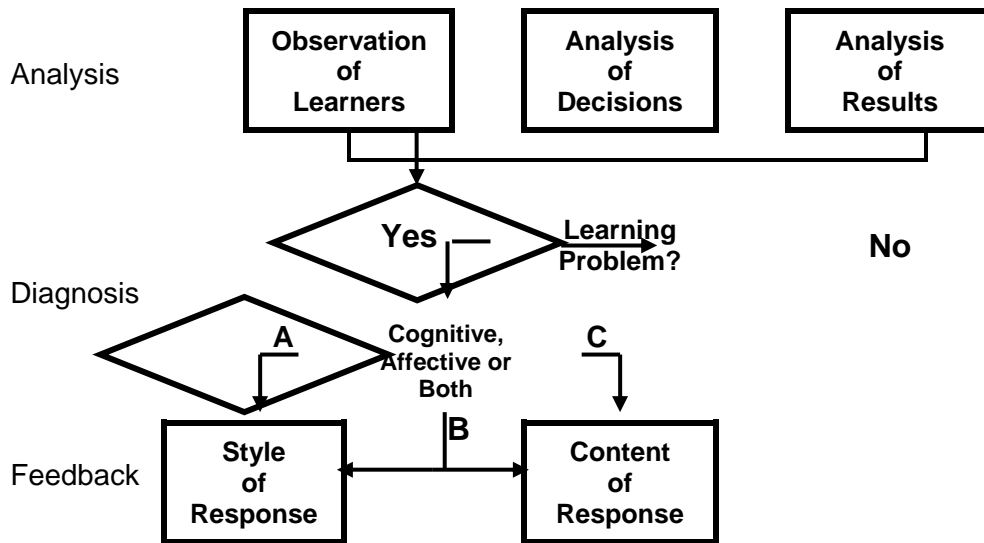 Analysis
Observation
of
Learners
Analysis
of
Decisions
Analysis
of
Results
Yes
Learning
Problem?
No
Diagnosis
A
Cognitive,
Affective or
Both
C
B
Feedback
Style
of
Response
Content
of
Response